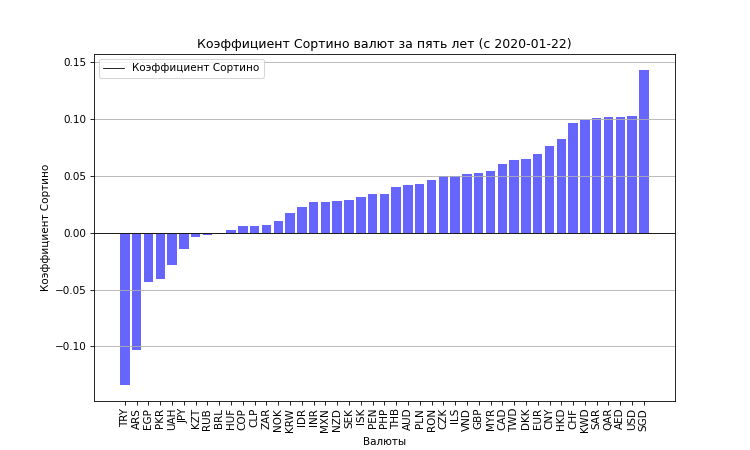 Коэффициент Сортино валют за пять лет (с 2020-01-22)
Коэффициент Сортино
0.15
0.10
0.05
0.00
−0.05
−0.10
Коэффициент Сортино
TRY
ARS
EGP
PKR
UAH
JPY
KZT
RUB
BRL
HUF
COP
CLP
ZAR
NOK
KRW
IDR
INR
MXN
NZD
SEK
ISK
PEN
PHP
THB
AUD
PLN
RON
CZK
ILS
VND
GBP
MYR
CAD
TWD
DKK
EUR
CNY
HKD
CHF
KWD
SAR
QAR
AED
USD
SGD
Валюты